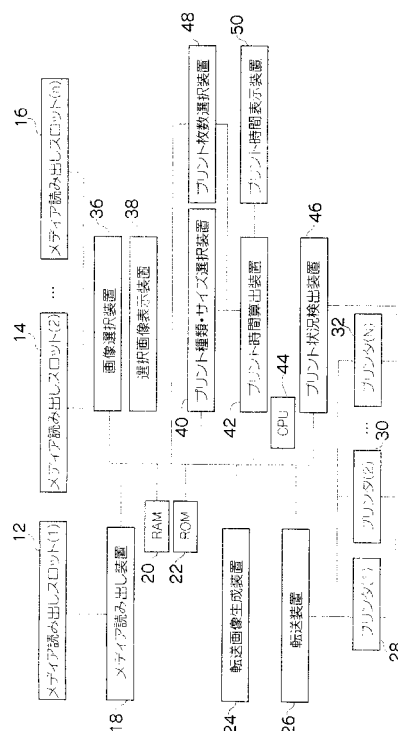 12
メディア読み出しスロット(1)
14
メディア読み出しスロット(2)
...
16
メディア読み出しスロット(n)
18
メディア読み出し装置
36
画像選択装置
38
選択画像表示装置
20
RAM
22
ROM
40
プリント種類・サイズ選択装置
48
プリント枚数選択装置
42
プリント時間算出装置
50
プリント時間表示装置
44
CPU
24
転送画像生成装置
46
プリント状況検出装置
26
転送装置
28
プリンタ(1)
30
プリンタ(2)
...
32
プリンタ(N)